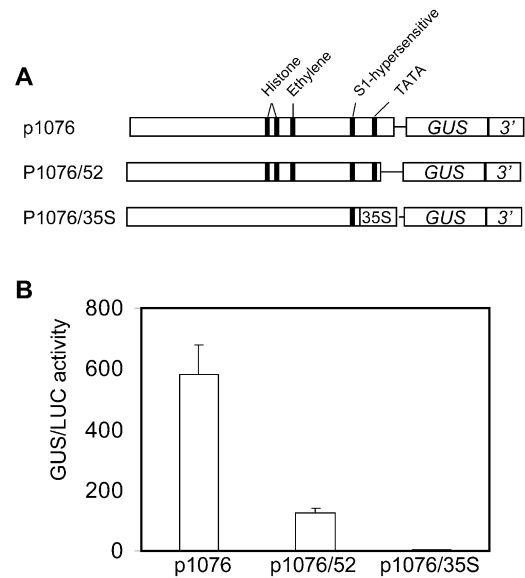 A
Histone
Ethylene
S1-hypersensitive
TATA
p1076
GUS 3'
P1076/52
GUS 3'
P1076/35S
35S GUS 3'
B
GUS/LUC activity
800
600
400
200
0
p1076 p1076/52 p1076/35S